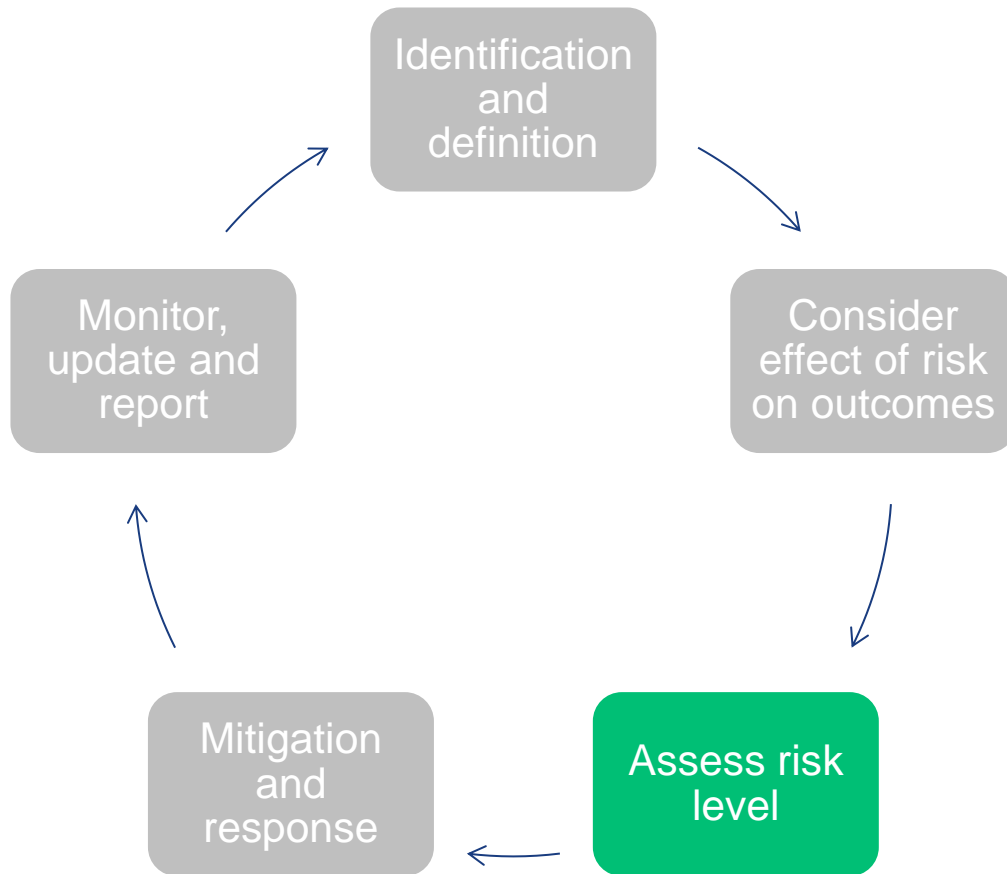 Identification
and
definition
Consider
effect of risk
on outcomes
Assess risk
level
Mitigation
and
response
Monitor,
update and
report